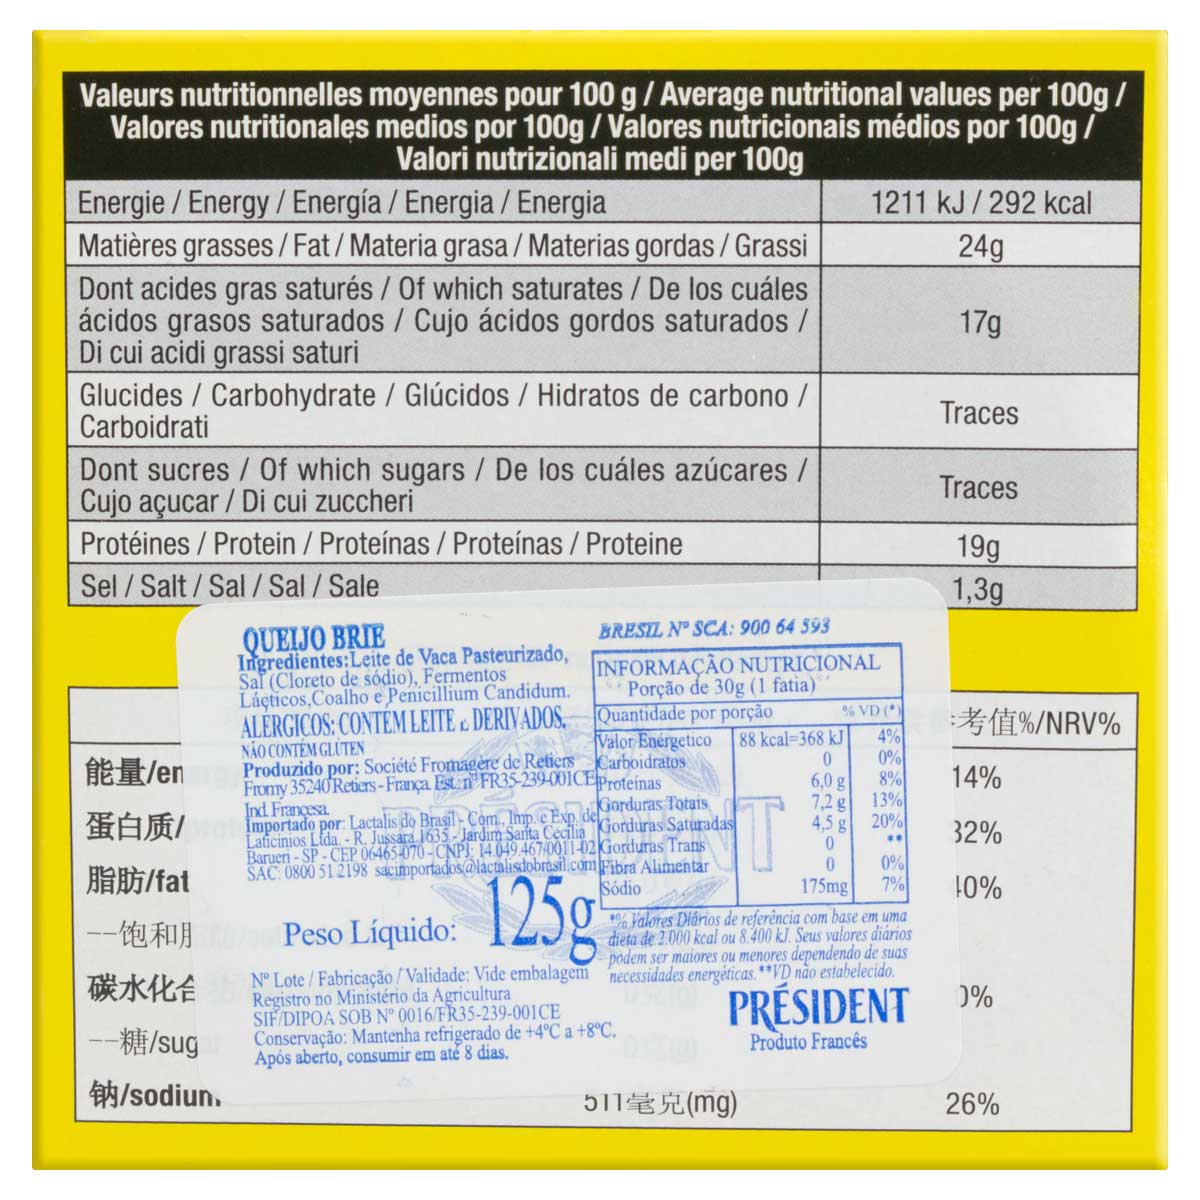 Valeurs nutritionnelles moyennes pour 100 g / Average nutritional values per 100g /
Valores nutritionales medios por 100g / Valores nutricionais médios por 100g /
Valori nutrizionali medi per 100g
Energie / Energy / Energía / Energia / Energia 1211 kJ / 292 kcal
Matières grasses / Fat / Materia grasa / Materias gordas / Grassi 24g
Dont acides gras saturés / Of which saturates / De los cuáles
ácidos grasos saturados / Cujo ácidos gordos saturados /
Di cui acidi grassi saturi
17g
Glucides / Carbohydrate / Glúcidos / Hidratos de carbono /
Carboidrati
Traces
Dont sucres / Of which sugars / De los cuáles azúcares /
Cujo açucar / Di cui zuccheri
Traces
Protéines / Protein / Proteínas / Proteínas / Proteine 19g
Sel / Salt / Sal / Sal / Sale 1,3g
QUEIJO BRIE
Ingredientes: Leite de Vaca Pasteurizado,
Sal (Cloreto de sódio), Fermentos
Lácticos, Coalho e Penicillium Candidum.
ALÉRGICOS: CONTÉM LEITE e DERIVADOS.
NÃO CONTÉM GLÚTEN
Produzido por: Société Fromagère de Retiers
Fromy 35240 Retiers - França. Est.: nº FR35-239-001CE
Ind. Francesa.
Importado por: Lactalis do Brasil - Com., Imp. e Exp. de
Laticínios Ltda. - R. Jussara, 1635 - Jardim Santa Cecília
Barueri - SP - CEP 06465-070 - CNPJ: 14.049.467/0011-02
SAC: 0800 51 2198 sacimportados@lactalisdobrasil.com
Peso Líquido: 125g
Nº Lote / Fabricação / Validade: Vide embalagem
Registro no Ministério da Agricultura
SIF/DIPOA SOB Nº 0016/FR35-239-001CE
Conservação: Mantenha refrigerado de +4ºC a +8ºC.
Após aberto, consumir em até 8 dias.
BRESIL Nº SCA: 900 64 593
INFORMAÇÃO NUTRICIONAL
Porção de 30g (1 fatia)
Quantidade por porção % VD (*)
Valor Energetico 88 kcal=368 kJ 4%
Carboidratos 0 0%
Proteínas 6,0 g 8%
Gorduras Totais 7,2 g 13%
Gorduras Saturadas 4,5 g 20%
Gorduras Trans 0 **
Fibra Alimentar 0 0%
Sódio 175mg 7%
*% Valores Diários de referência com base em uma
dieta de 2.000 kcal ou 8.400 kJ. Seus valores diários
podem ser maiores ou menores dependendo de suas
necessidades energéticas. **VD não estabelecido.
PRÉSIDENT
Produto Francês
考值%/NRV%
能量/en 14%
蛋白质/ 32%
脂肪/fat 40%
--饱和
碳水化合 0%
--糖/sug
钠/sodium 511毫克(mg) 26%